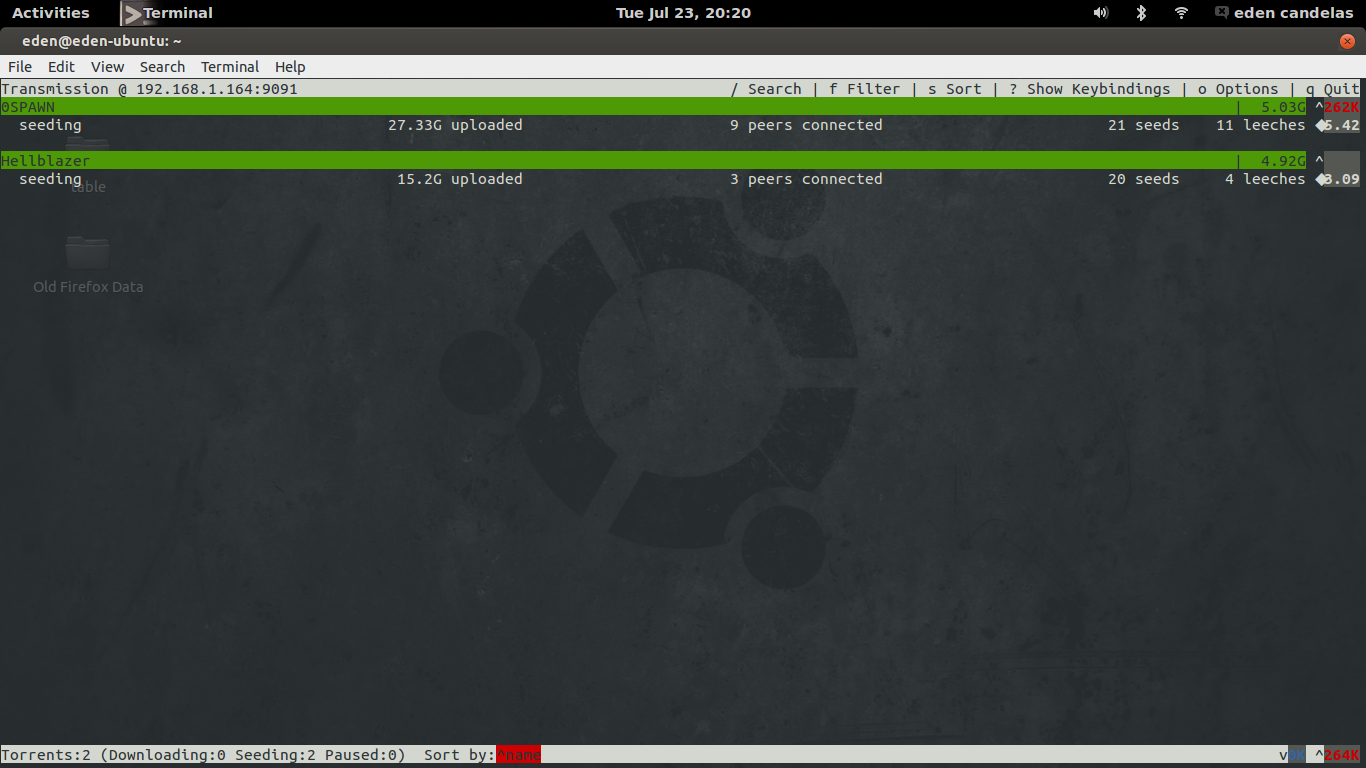 Activities Terminal Tue Jul 23, 20:20 eden candelas
eden@eden-ubuntu: ~
File Edit View Search Terminal Help
Transmission @ 192.168.1.164:9091 / Search | f Filter | s Sort | ? Show Keybindings | o Options | q Quit
0SPAWN | 5.03G ^262K
seeding 27.33G uploaded 9 peers connected 21 seeds 11 leeches ◆5.42
Hellblazer | 4.92G ^
seeding 15.2G uploaded 3 peers connected 20 seeds 4 leeches ◆3.09
table
Old Firefox Data
Torrents:2 (Downloading:0 Seeding:2 Paused:0) Sort by:^name v0K ^264K